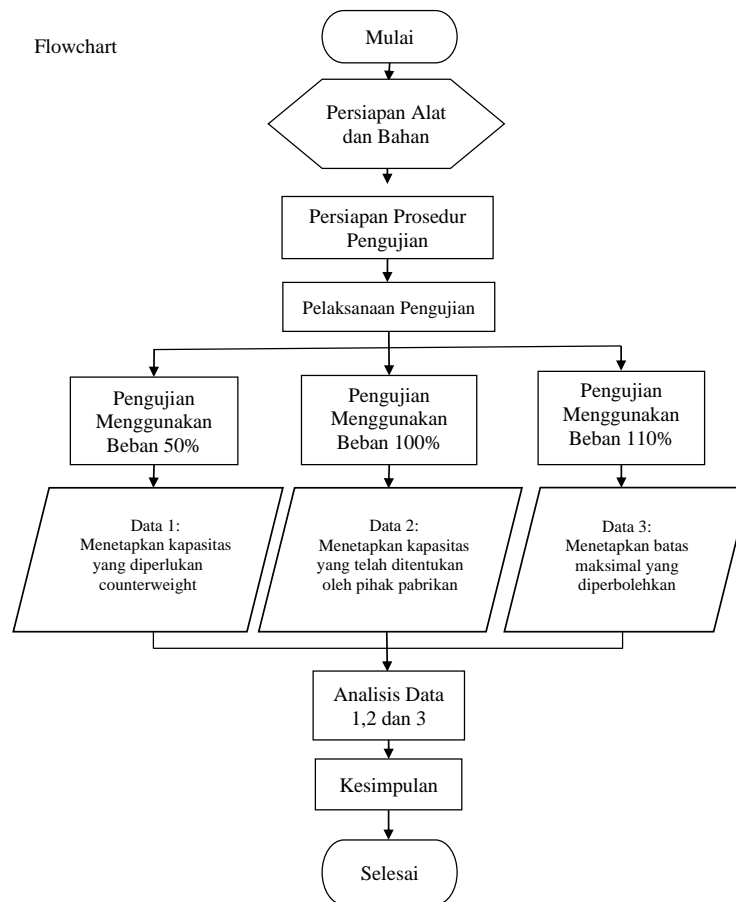 Flowchart
Mulai
Persiapan Alat
dan Bahan
Persiapan Prosedur
Pengujian
Pelaksanaan Pengujian
Pengujian
Menggunakan
Beban 50%
Pengujian
Menggunakan
Beban 100%
Pengujian
Menggunakan
Beban 110%
Data 1:
Menetapkan kapasitas
yang diperlukan
counterweight
Data 2:
Menetapkan kapasitas
yang telah ditentukan
oleh pihak pabrikan
Data 3:
Menetapkan batas
maksimal yang
diperbolehkan
Analisis Data
1,2 dan 3
Kesimpulan
Selesai